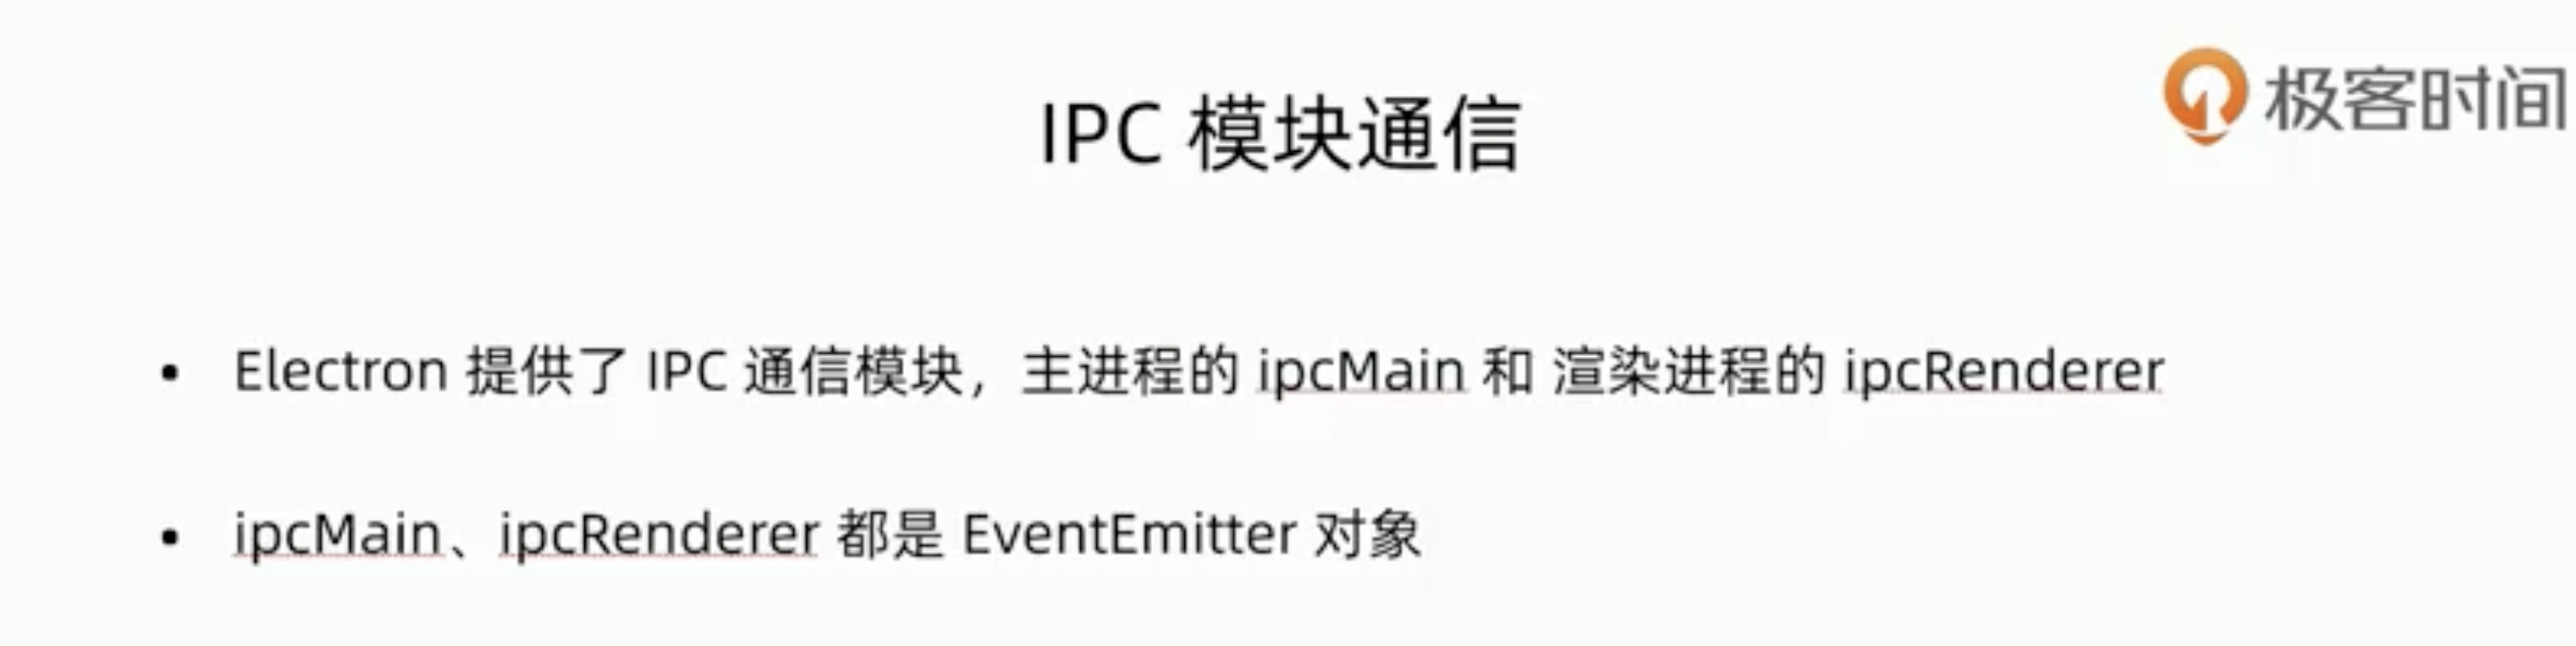 极客时间
IPC 模块通信
• Electron 提供了 IPC 通信模块，主进程的 ipcMain 和 渲染进程的 ipcRenderer
• ipcMain、ipcRenderer 都是 EventEmitter 对象